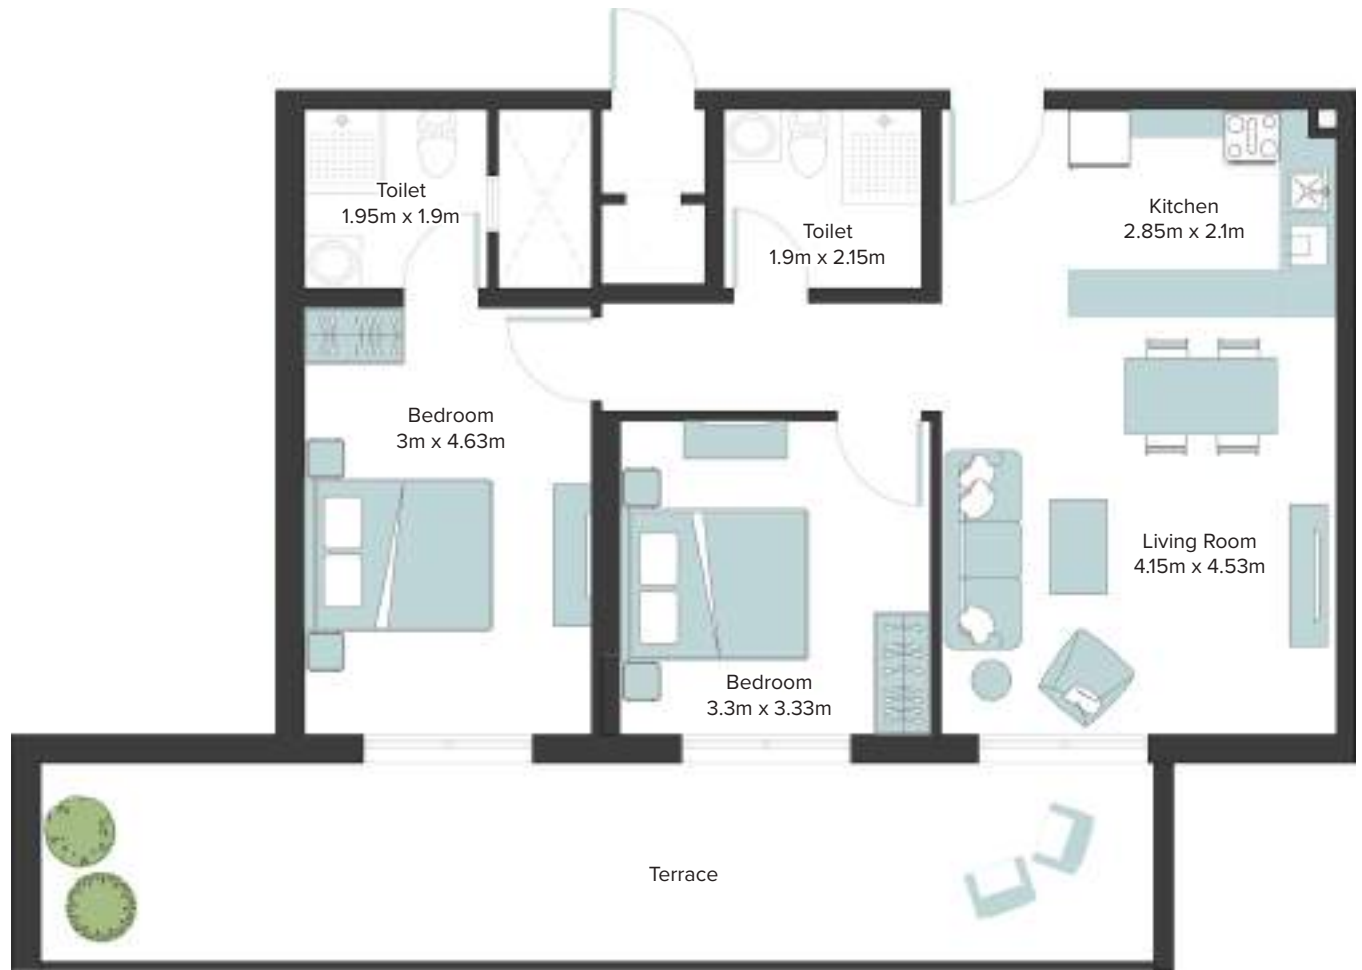 Toilet
1.95m x 1.9m
Toilet
1.9m x 2.15m
Kitchen
2.85m x 2.1m
Bedroom
3m x 4.63m
Living Room
4.15m x 4.53m
Bedroom
3.3m x 3.33m
Terrace